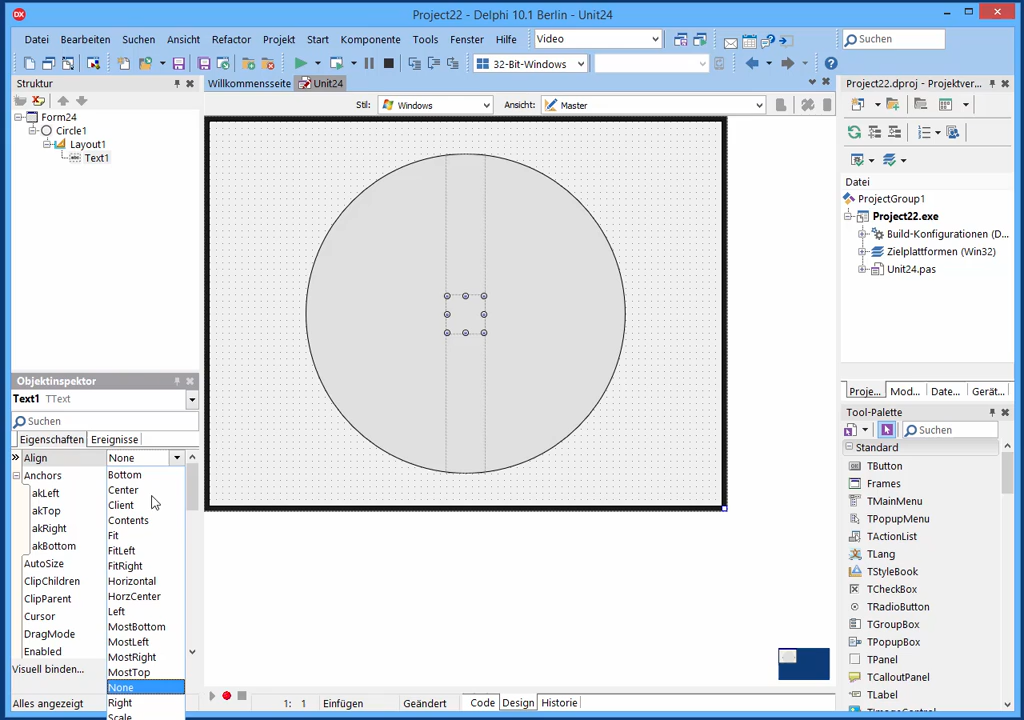 DX
Project22 - Delphi 10.1 Berlin - Unit24
Datei Bearbeiten Suchen Ansicht Refactor Projekt Start Komponente Tools Fenster Hilfe Video Suchen
32-Bit-Windows
Struktur
Willkommensseite Unit24
Project22.dproj - Projektver...
Stil: Windows Ansicht: Master
Form24
Circle1
Layout1
Text1
Datei
ProjectGroup1
Project22.exe
Build-Konfigurationen (D...
Zielplattformen (Win32)
Unit24.pas
Objektinspektor
Text1 TText
Suchen
Eigenschaften Ereignisse
Align None
Anchors
akLeft
akTop
akRight
akBottom
AutoSize
ClipChildren
ClipParent
Cursor
DragMode
Enabled
Visuell binden...
Alles angezeigt
Bottom
Center
Client
Contents
Fit
FitLeft
FitRight
Horizontal
HorzCenter
Left
MostBottom
MostLeft
MostRight
MostTop
None
Right
Scale
Proje... Mod... Date... Gerät...
Tool-Palette
Suchen
Standard
TButton
Frames
TMainMenu
TPopupMenu
TActionList
TLang
TStyleBook
TCheckBox
TRadioButton
TGroupBox
TPopupBox
TPanel
TCalloutPanel
TLabel
TImageControl
1: 1 Einfügen Geändert Code Design Historie